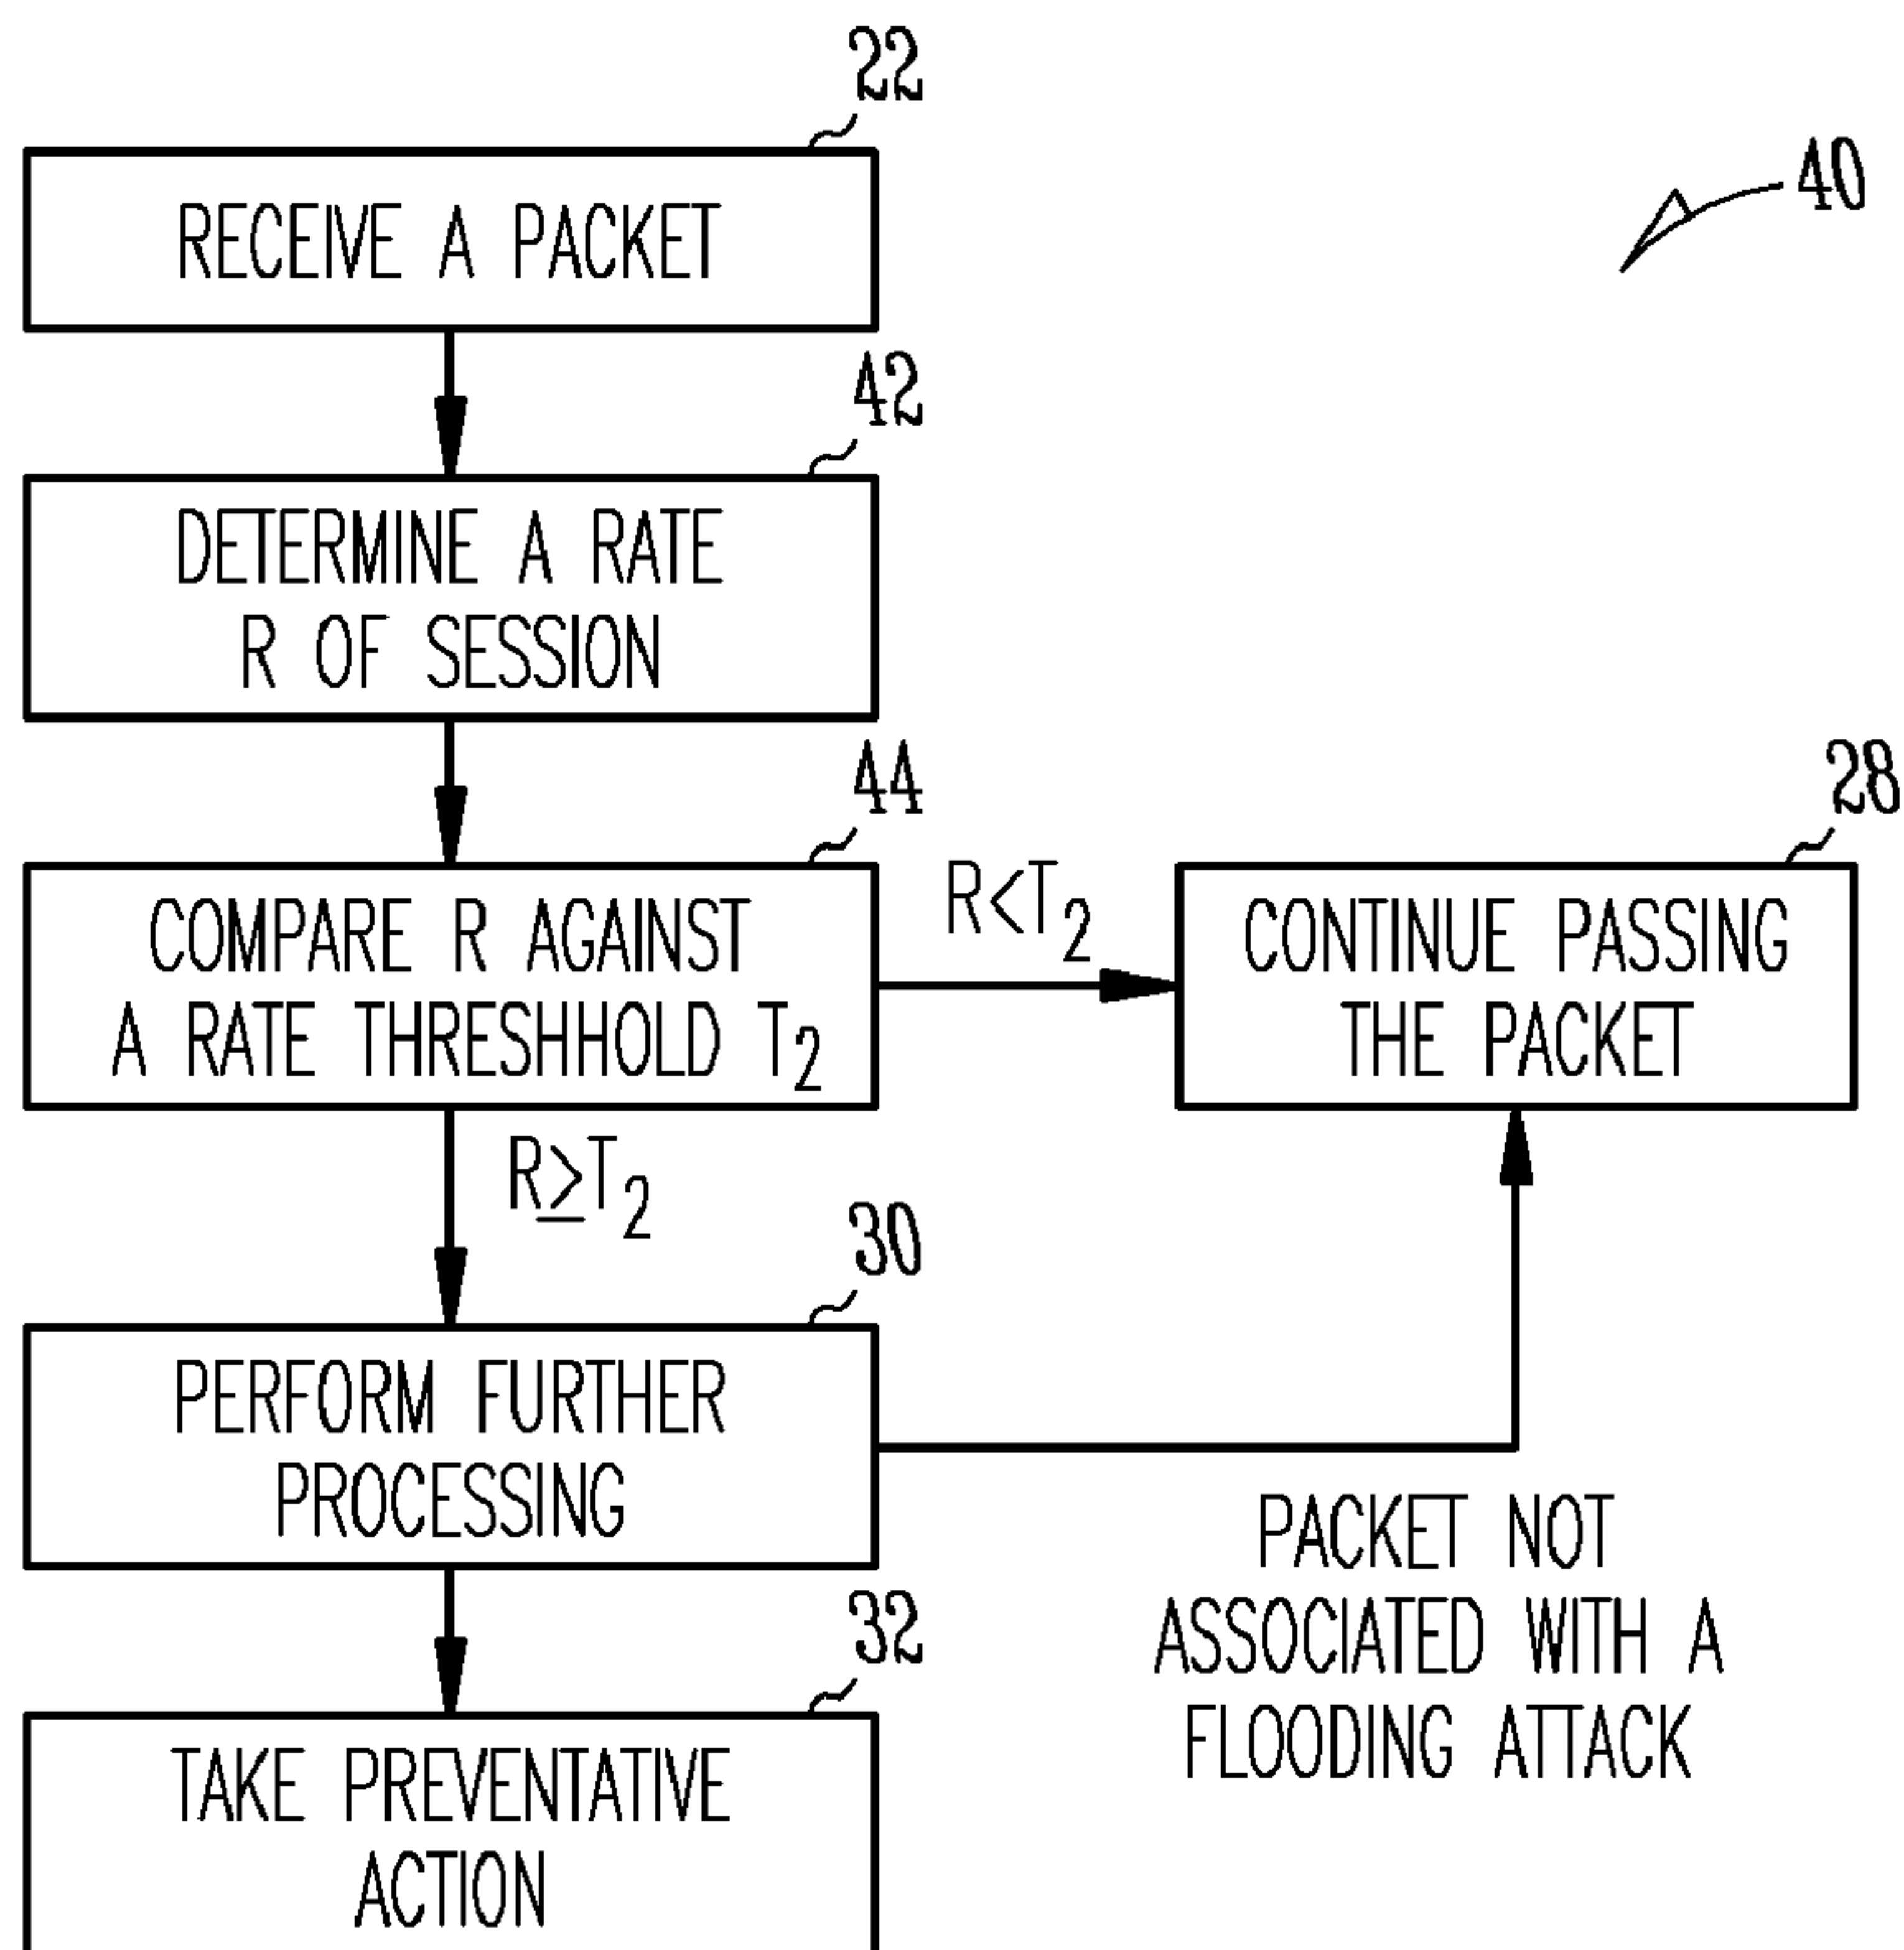 22
RECEIVE A PACKET
40
42
DETERMINE A RATE
R OF SESSION
44
COMPARE R AGAINST
A RATE THRESHHOLD T₂
R<T₂
28
CONTINUE PASSING
THE PACKET
R≥T₂
30
PERFORM FURTHER
PROCESSING
PACKET NOT
ASSOCIATED WITH A
FLOODING ATTACK
32
TAKE PREVENTATIVE
ACTION